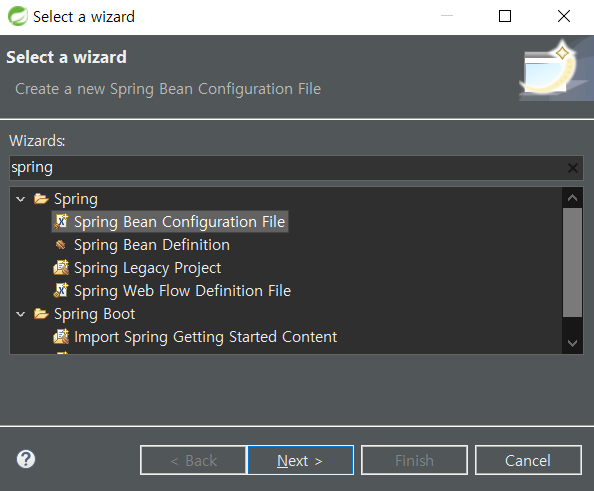 Select a wizard
Select a wizard
Create a new Spring Bean Configuration File
Wizards:
spring
Spring
Spring Bean Configuration File
Spring Bean Definition
Spring Legacy Project
Spring Web Flow Definition File
Spring Boot
Import Spring Getting Started Content
< Back
Next >
Finish
Cancel